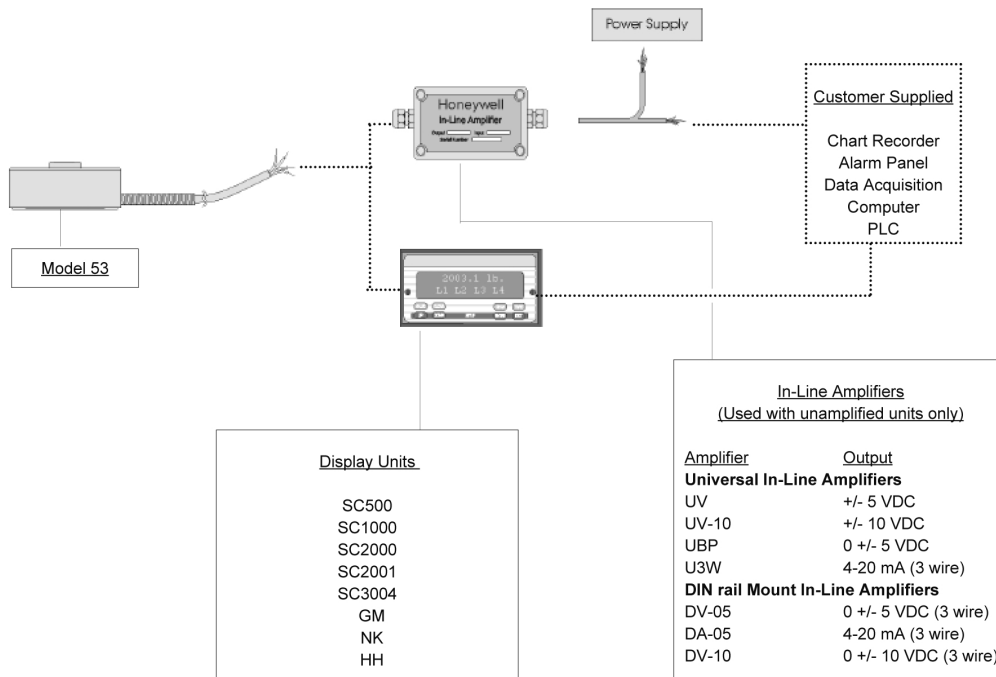 Power Supply
Honeywell
In-Line Amplifier
Output Input
Serial Number
Customer Supplied
Chart Recorder
Alarm Panel
Data Acquisition
Computer
PLC
Model 53
2003.1 lb.
L1 L2 L3 L4
Display Units
SC500
SC1000
SC2000
SC2001
SC3004
GM
NK
HH
In-Line Amplifiers
(Used with unamplified units only)
Amplifier Output
Universal In-Line Amplifiers
UV +/- 5 VDC
UV-10 +/- 10 VDC
UBP 0 +/- 5 VDC
U3W 4-20 mA (3 wire)
DIN rail Mount In-Line Amplifiers
DV-05 0 +/- 5 VDC (3 wire)
DA-05 4-20 mA (3 wire)
DV-10 0 +/- 10 VDC (3 wire)